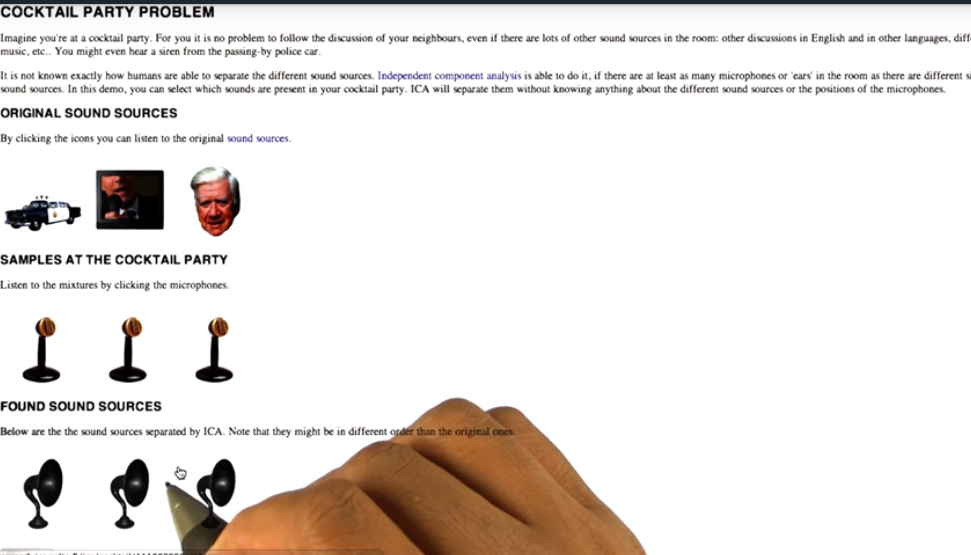 COCKTAIL PARTY PROBLEM
Imagine you're at a cocktail party. For you it is no problem to follow the discussion of your neighbours, even if there are lots of other sound sources in the room: other discussions in English and in other languages,
music, etc.. You might even hear a siren from the passing-by police car.
It is not known exactly how humans are able to separate the different sound sources. Independent component analysis is able to do it, if there are at least as many microphones or 'ears' in the room as there are different
sound sources. In this demo, you can select which sounds are present in your cocktail party. ICA will separate them without knowing anything about the different sound sources or the positions of the microphones.
ORIGINAL SOUND SOURCES
By clicking the icons you can listen to the original sound sources.
SAMPLES AT THE COCKTAIL PARTY
Listen to the mixtures by clicking the microphones.
FOUND SOUND SOURCES
Below are the the sound sources separated by ICA. Note that they might be in different order than the original ones.